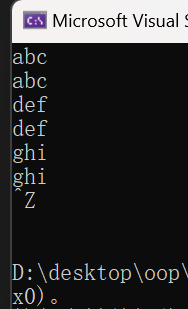 Microsoft Visual S
abc
abc
def
def
ghi
ghi
^Z
D:\desktop\oop\
x0)。